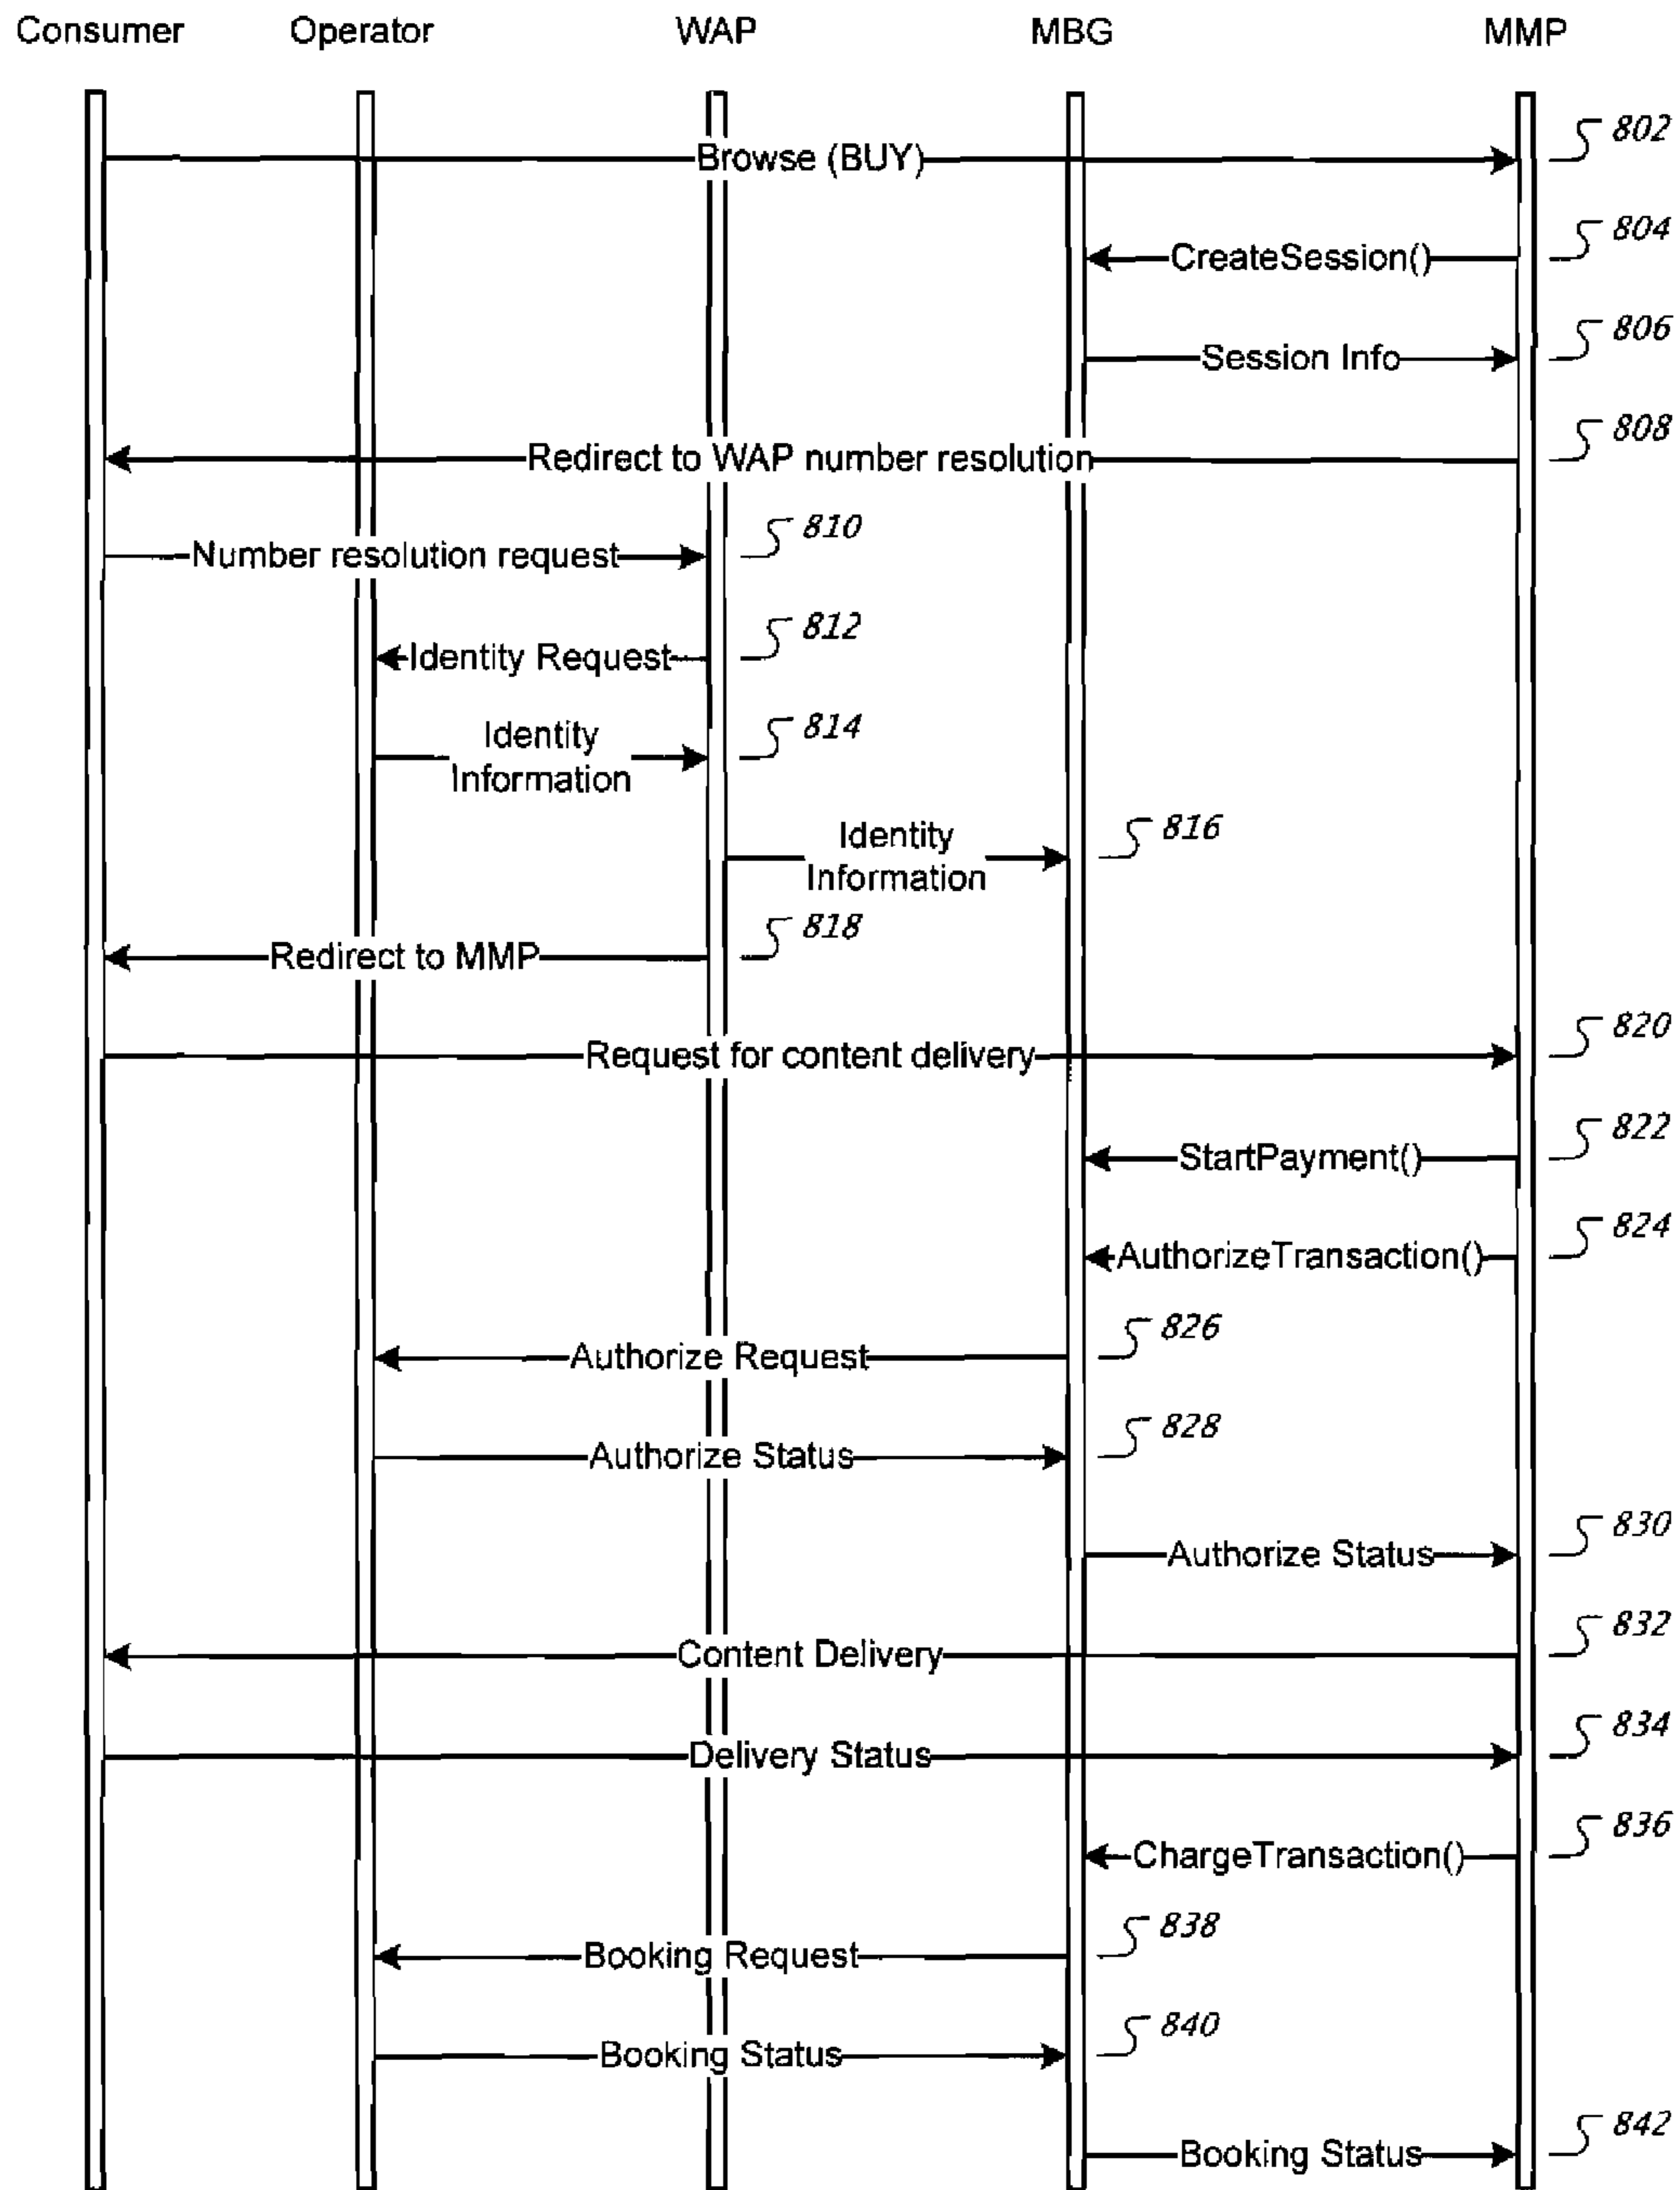 Consumer Operator WAP MBG MMP
Browse (BUY) 802
CreateSession() 804
Session Info 806
Redirect to WAP number resolution 808
Number resolution request 810
Identity Request 812
Identity
Information 814
Identity
Information 816
Redirect to MMP 818
Request for content delivery 820
StartPayment() 822
AuthorizeTransaction() 824
Authorize Request 826
Authorize Status 828
Authorize Status 830
Content Delivery 832
Delivery Status 834
ChargeTransaction() 836
Booking Request 838
Booking Status 840
Booking Status 842